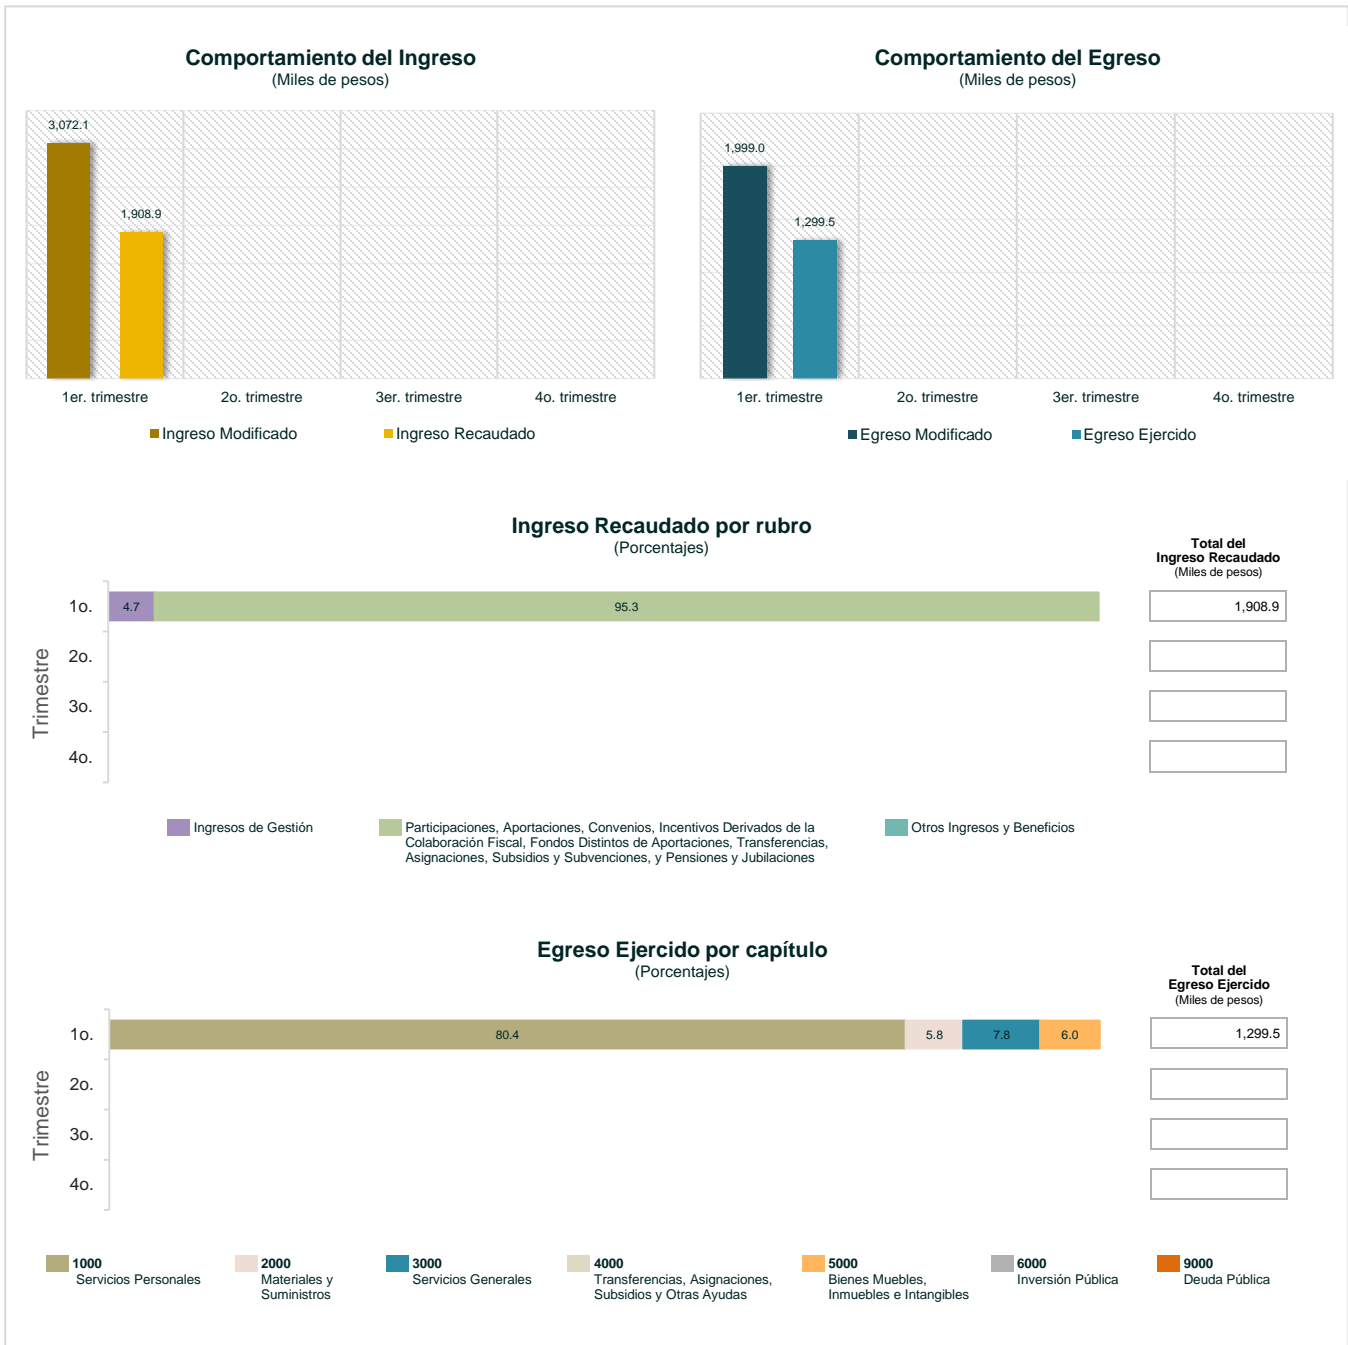 Comportamiento del Ingreso
(Miles de pesos)
3,072.1
1,908.9
1er. trimestre 2o. trimestre 3er. trimestre 4o. trimestre
Ingreso Modificado Ingreso Recaudado
Comportamiento del Egreso
(Miles de pesos)
1,999.0
1,299.5
1er. trimestre 2o. trimestre 3er. trimestre 4o. trimestre
Egreso Modificado Egreso Ejercido
Ingreso Recaudado por rubro
(Porcentajes)
Total del
Ingreso Recaudado
(Miles de pesos)
Trimestre
1o. 4.7 95.3 1,908.9
2o.
3o.
4o.
Ingresos de Gestión
Participaciones, Aportaciones, Convenios, Incentivos Derivados de la
Colaboración Fiscal, Fondos Distintos de Aportaciones, Transferencias,
Asignaciones, Subsidios y Subvenciones, y Pensiones y Jubilaciones
Otros Ingresos y Beneficios
Egreso Ejercido por capítulo
(Porcentajes)
Total del
Egreso Ejercido
(Miles de pesos)
Trimestre
1o. 80.4 5.8 7.8 6.0 1,299.5
2o.
3o.
4o.
1000
Servicios Personales
2000
Materiales y
Suministros
3000
Servicios Generales
4000
Transferencias, Asignaciones,
Subsidios y Otras Ayudas
5000
Bienes Muebles,
Inmuebles e Intangibles
6000
Inversión Pública
9000
Deuda Pública